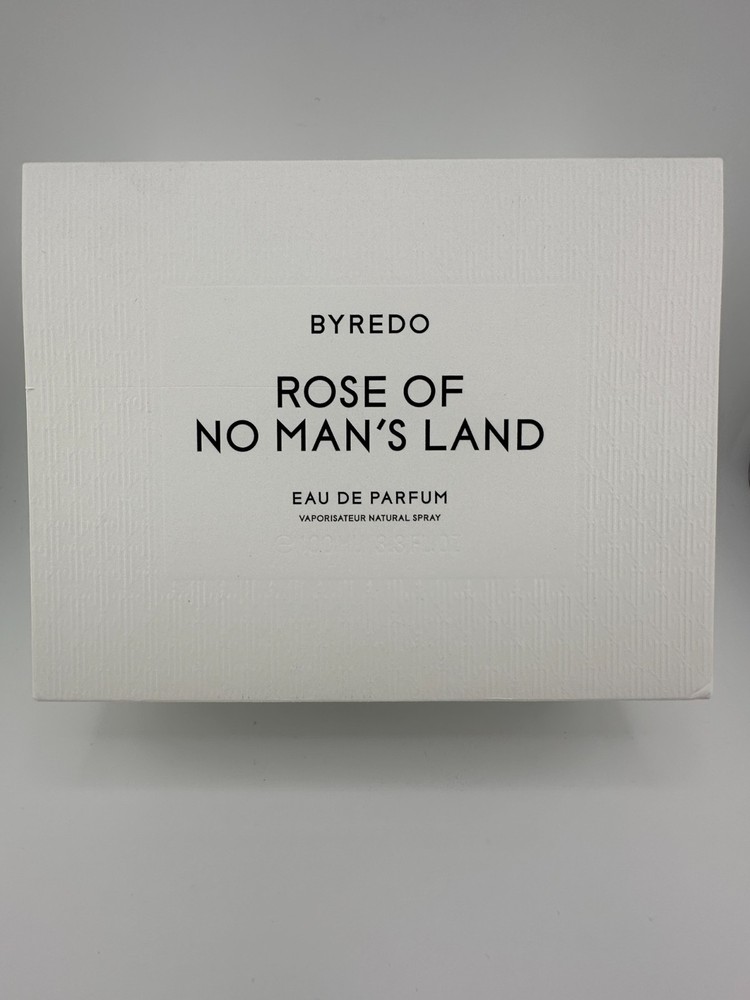 BYREDO
ROSE OF
NO MAN'S LAND
EAU DE PARFUM
VAPORISATEUR NATURAL SPRAY